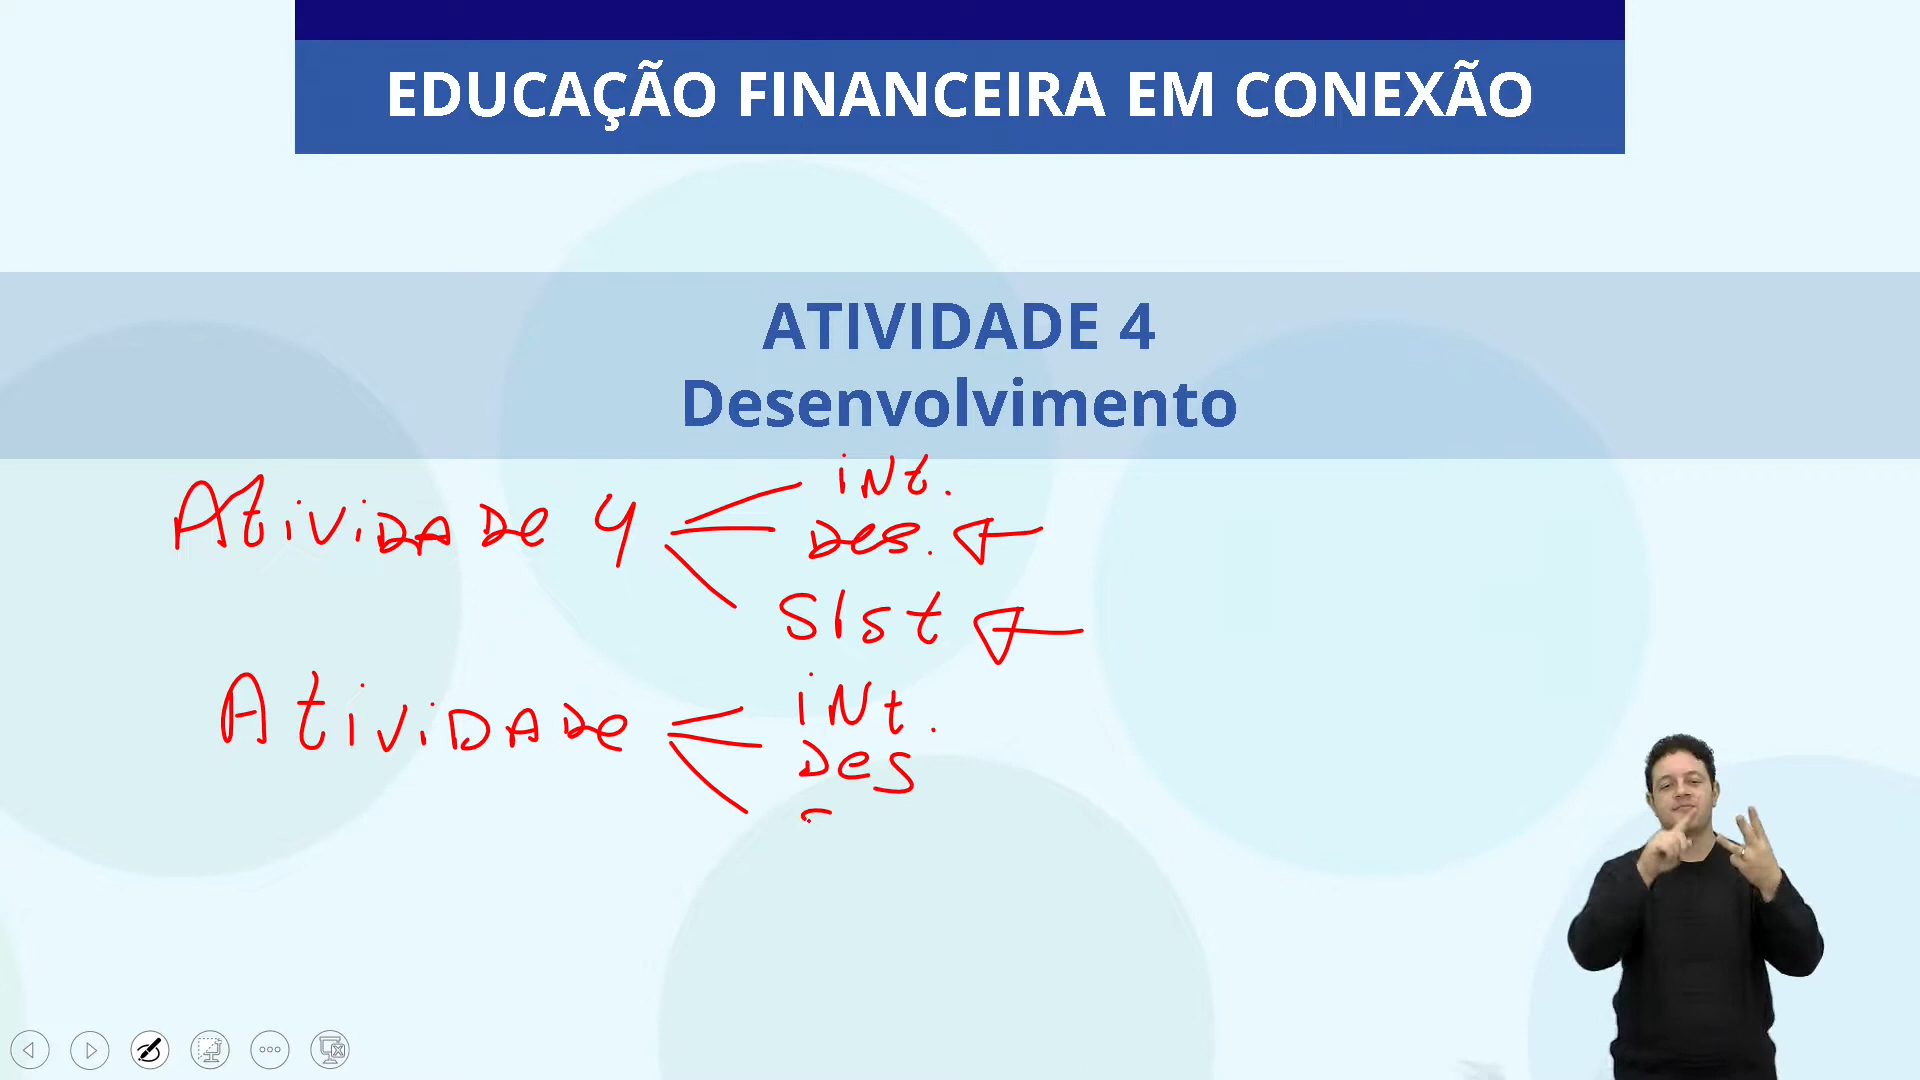 EDUCAÇÃO FINANCEIRA EM CONEXÃO
ATIVIDADE 4
Desenvolvimento
Atividade 4
int.
Des.
Sist
Atividade
int.
Des